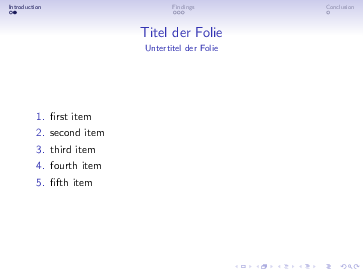 Introduction Findings Conclusion
Titel der Folie
Untertitel der Folie
1. first item
2. second item
3. third item
4. fourth item
5. fifth item